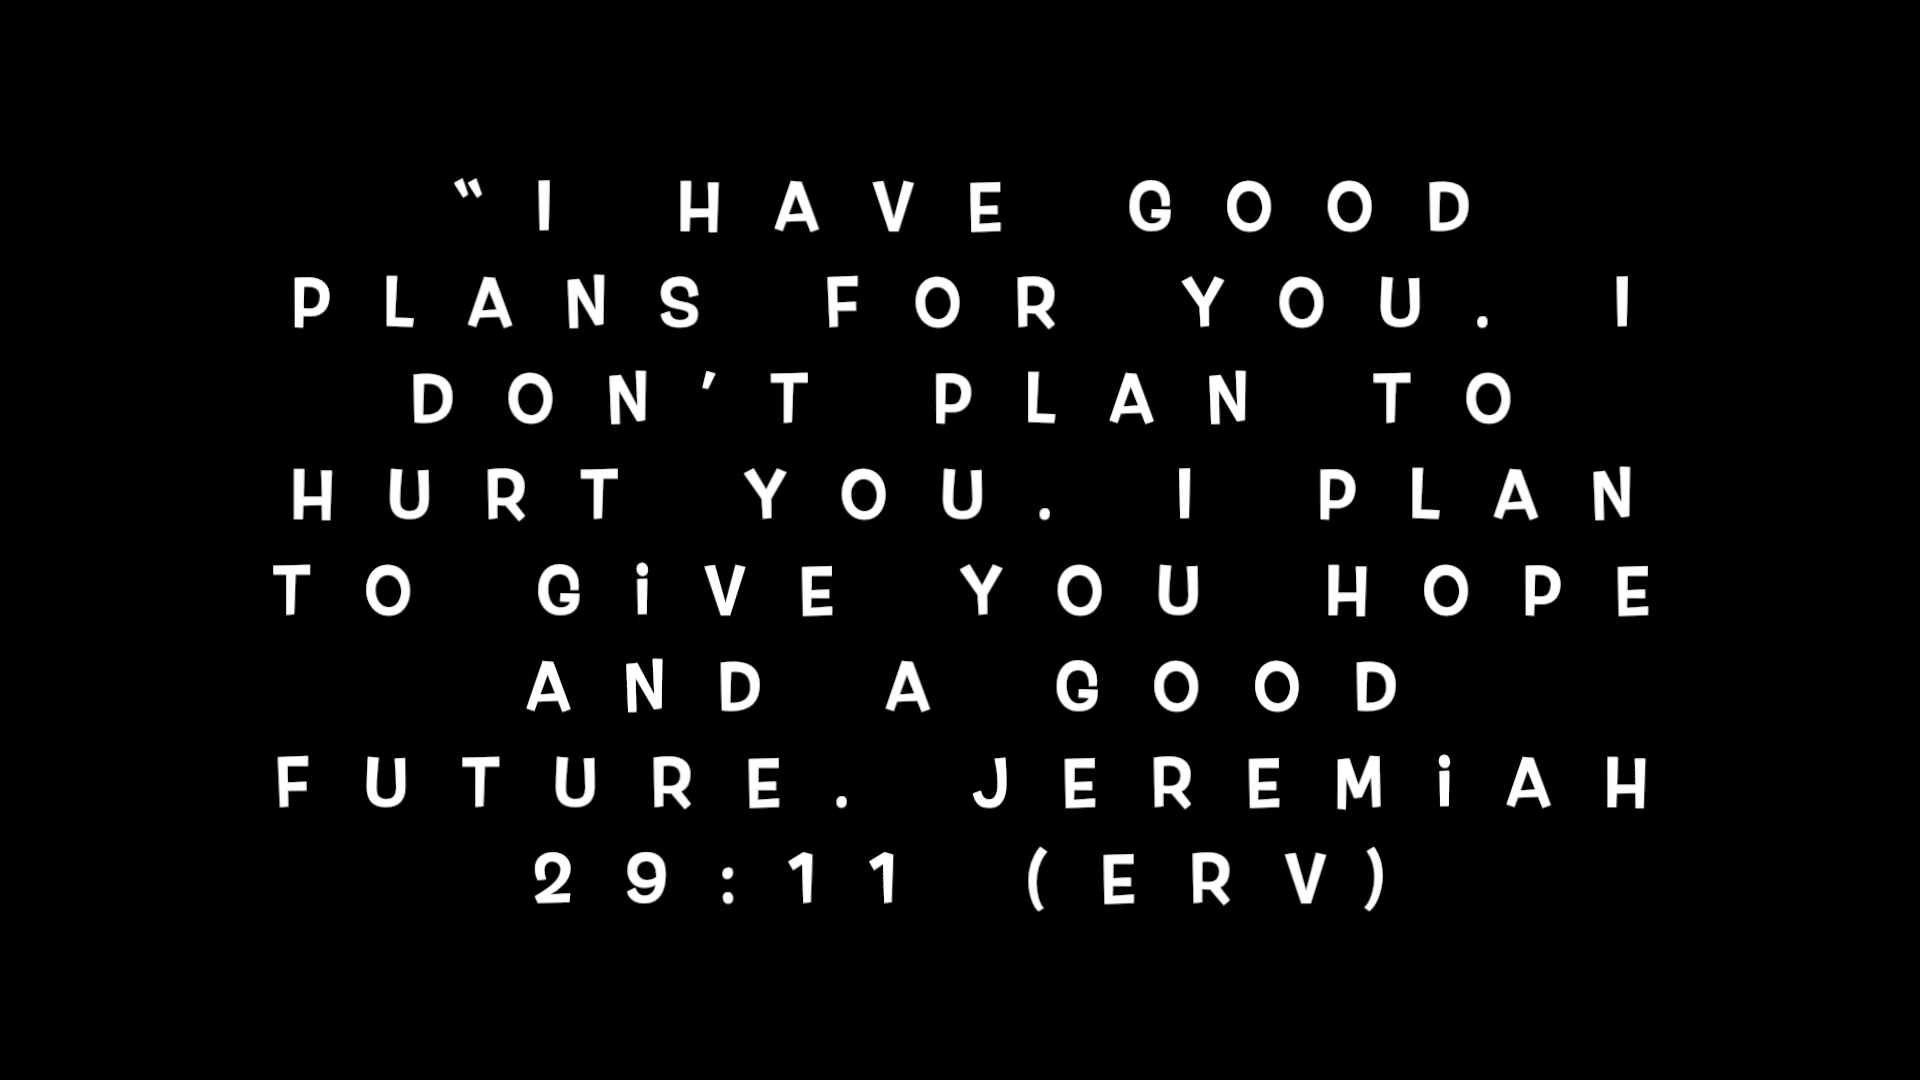 “I HAVE GOOD
PLANS FOR YOU. I
DON’T PLAN TO
HURT YOU. I PLAN
TO GiVE YOU HOPE
AND A GOOD
FUTURE. JEREMiAH
29:11 (ERV)